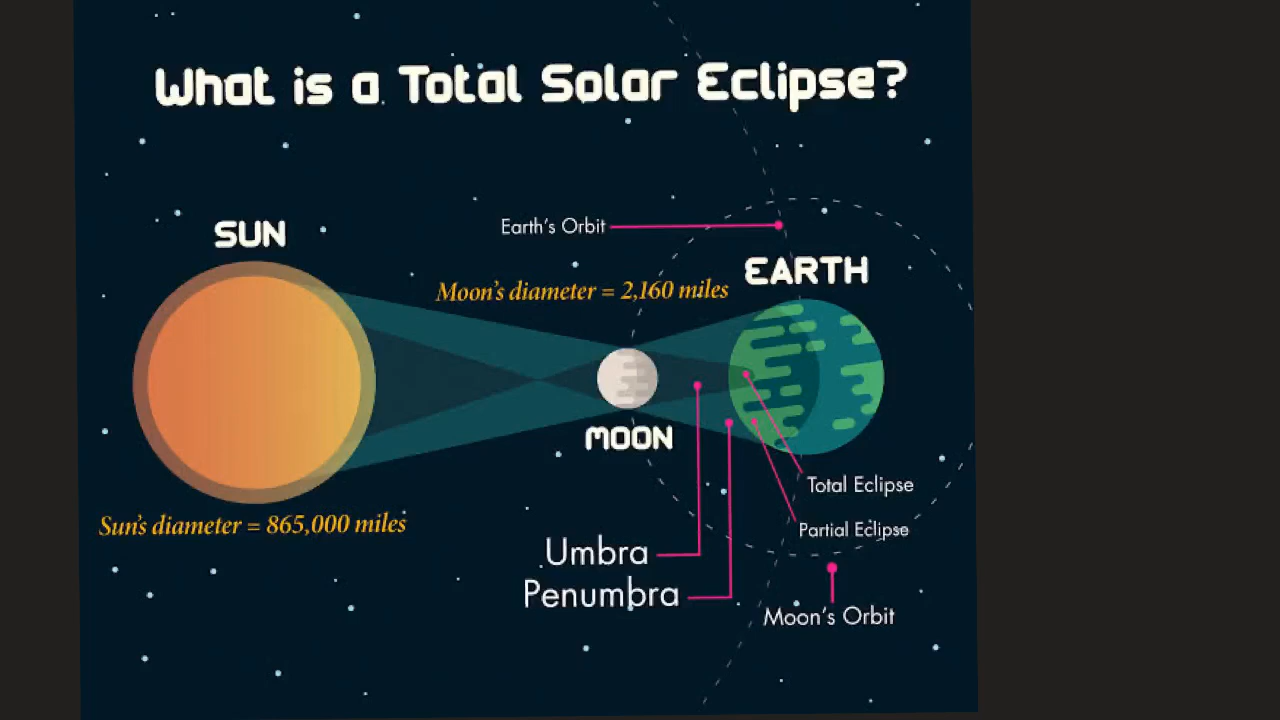 What is a Total Solar Eclipse?
SUN
Earth's Orbit
EARTH
Moon's diameter = 2,160 miles
MOON
Total Eclipse
Sun's diameter = 865,000 miles
Partial Eclipse
Umbra
Penumbra
Moon's Orbit